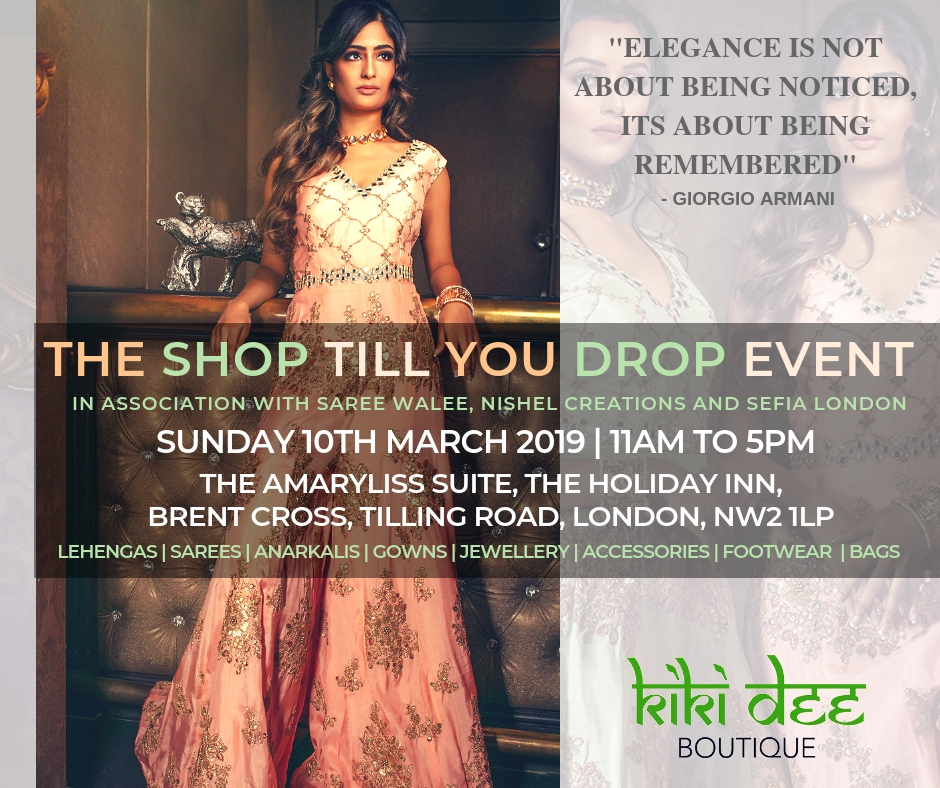 "ELEGANCE IS NOT
ABOUT BEING NOTICED,
ITS ABOUT BEING
REMEMBERED"
- GIORGIO ARMANI
THE SHOP TILL YOU DROP EVENT
IN ASSOCIATION WITH SAREE WALEE, NISHEL CREATIONS AND SEFIA LONDON
SUNDAY 10TH MARCH 2019 | 11AM TO 5PM
THE AMARYLISS SUITE, THE HOLIDAY INN,
BRENT CROSS, TILLING ROAD, LONDON, NW2 1LP
LEHENGAS | SAREES | ANARKALIS | GOWNS | JEWELLERY | ACCESSORIES | FOOTWEAR | BAGS
kiki dee
BOUTIQUE